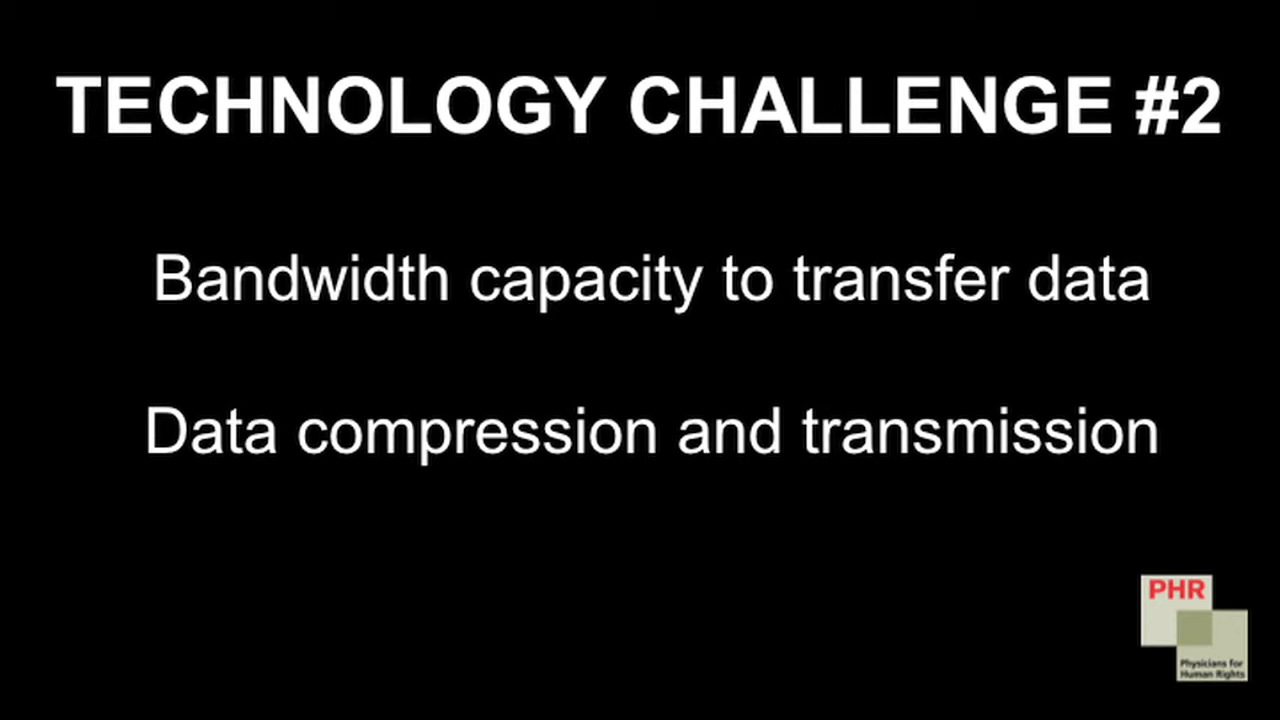 TECHNOLOGY CHALLENGE #2
Bandwidth capacity to transfer data
Data compression and transmission
PHR
Physicians for
Human Rights